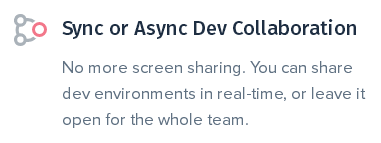 Sync or Async Dev Collaboration
No more screen sharing. You can share
dev environments in real-time, or leave it
open for the whole team.